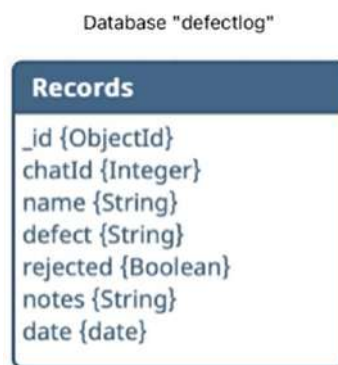 Database "defectlog"
Records
_id {ObjectId}
chatId {Integer}
name {String}
defect {String}
rejected {Boolean}
notes {String}
date {date}